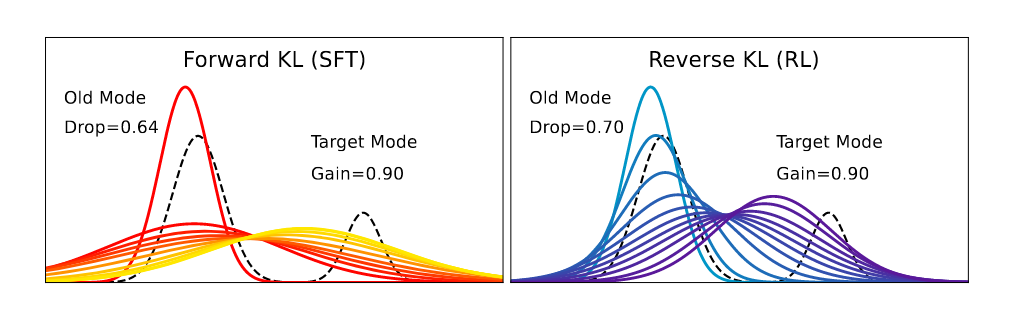 Forward KL (SFT)
Old Mode
Drop=0.64
Target Mode
Gain=0.90
Reverse KL (RL)
Old Mode
Drop=0.70
Target Mode
Gain=0.90